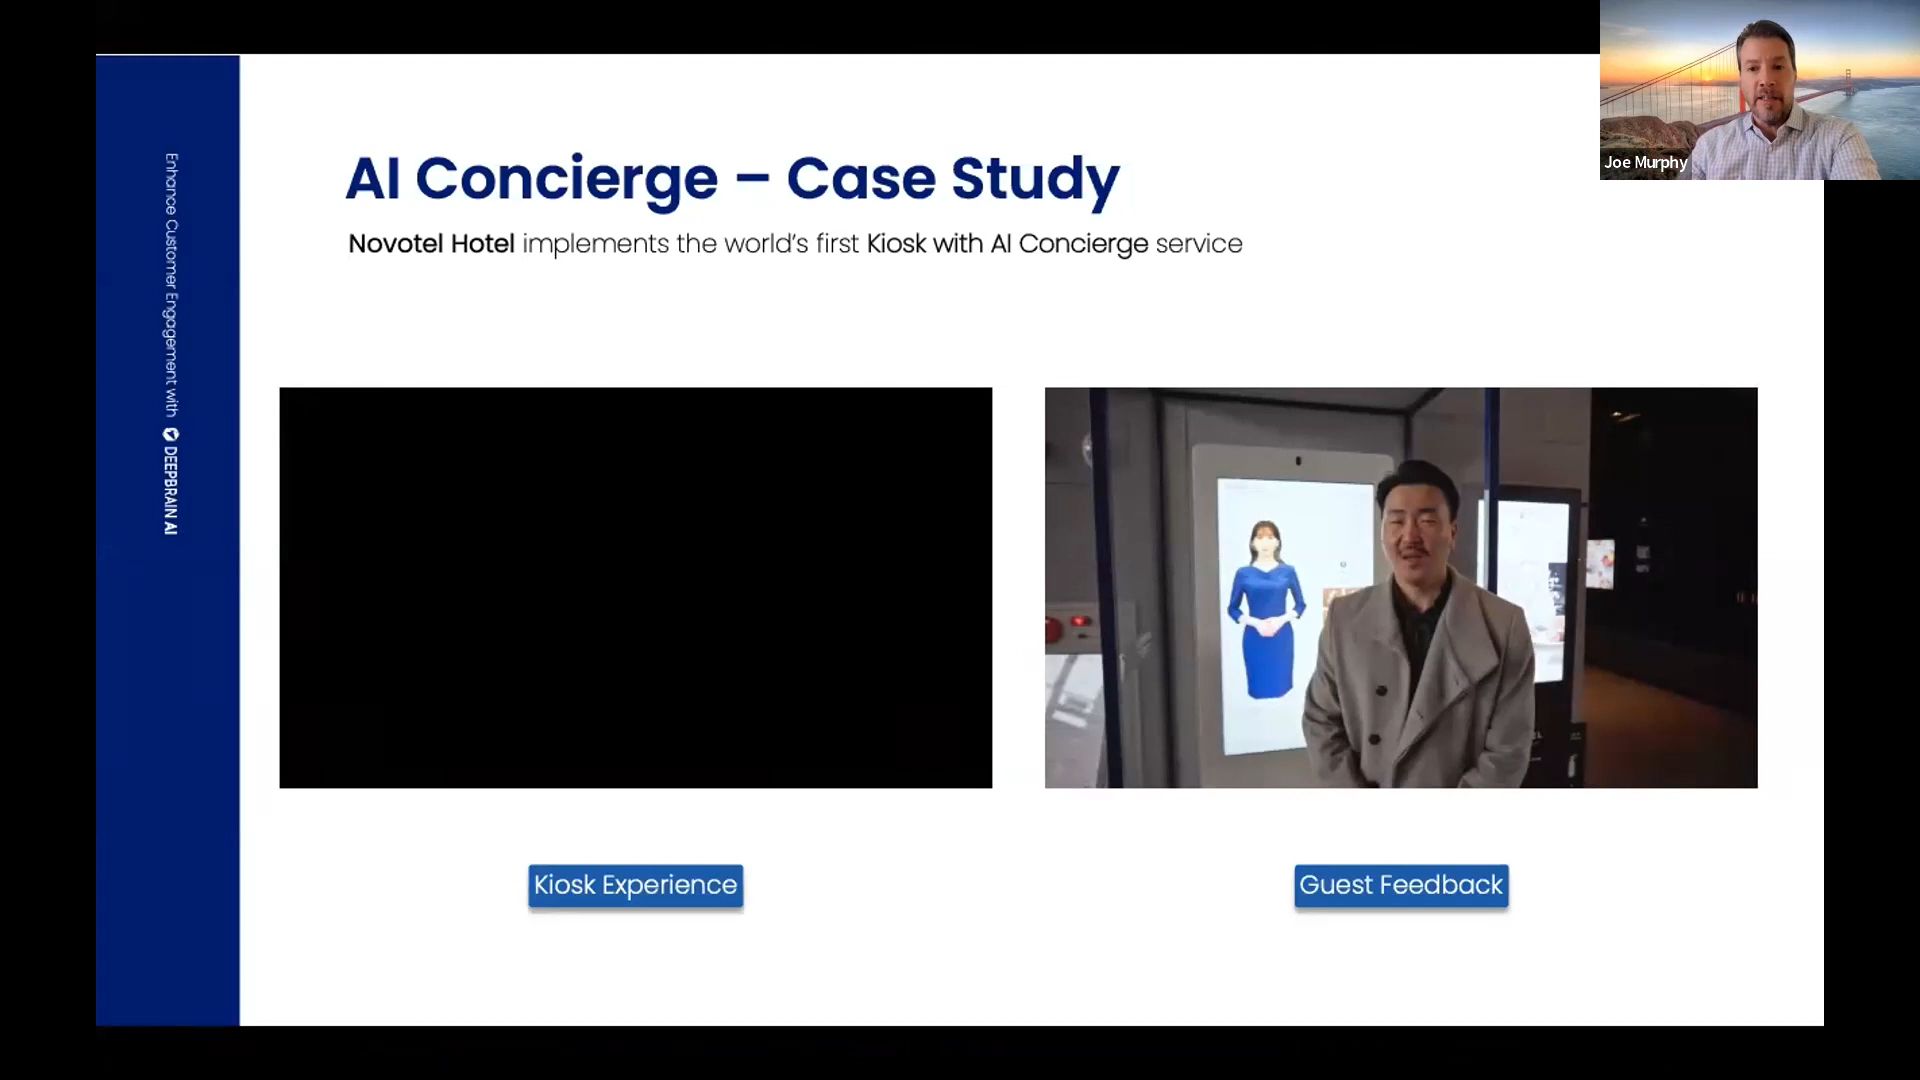 AI Concierge – Case Study
Novotel Hotel implements the world's first Kiosk with AI Concierge service
Enhance Customer Engagement with DEEPBRAIN AI
Joe Murphy
Kiosk Experience
Guest Feedback